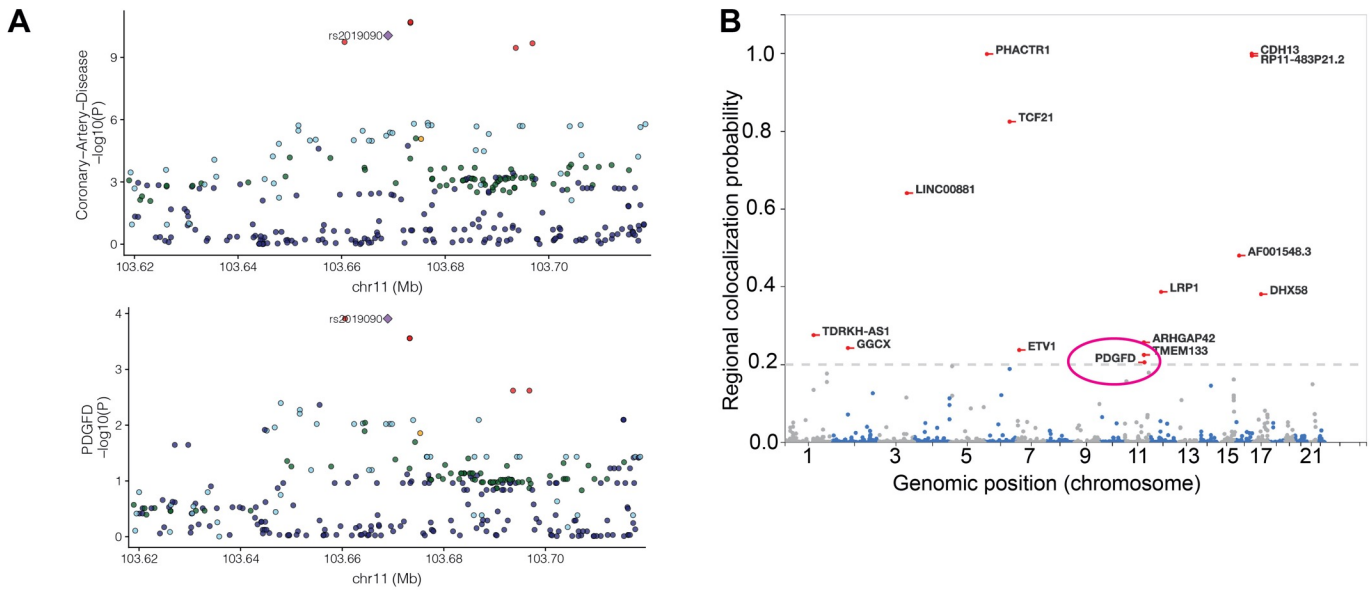 A
rs2019090
9
6
3
0
Coronary-Artery-Disease
-log10(P)
103.62 103.64 103.66 103.68 103.70
chr11 (Mb)
rs2019090
4
3
2
1
0
PDGFD
-log10(P)
103.62 103.64 103.66 103.68 103.70
chr11 (Mb)
B
Regional colocalization probability
1.0
0.8
0.6
0.4
0.2
0.0
PHACTR1
CDH13
RP11-483P21.2
TCF21
LINC00881
AF001548.3
LRP1
DHX58
TDRKH-AS1
GGCX
ETV1
ARHGAP42
TMEM133
PDGFD
1 3 5 7 9 11 13 15 17 21
Genomic position (chromosome)